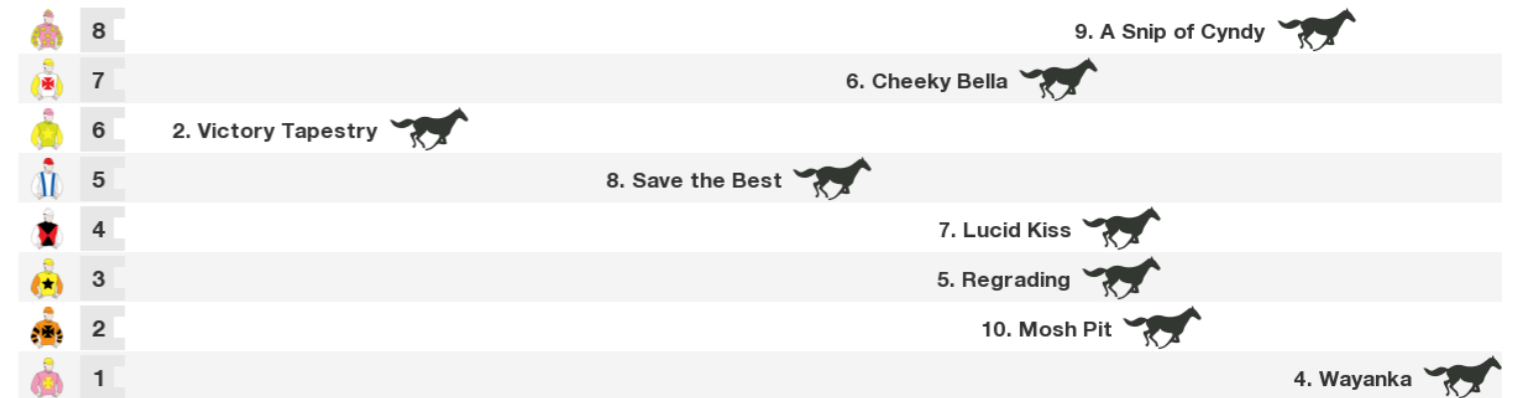 8 9. A Snip of Cyndy
7 6. Cheeky Bella
6 2. Victory Tapestry
5 8. Save the Best
4 7. Lucid Kiss
3 5. Regrading
2 10. Mosh Pit
1 4. Wayanka